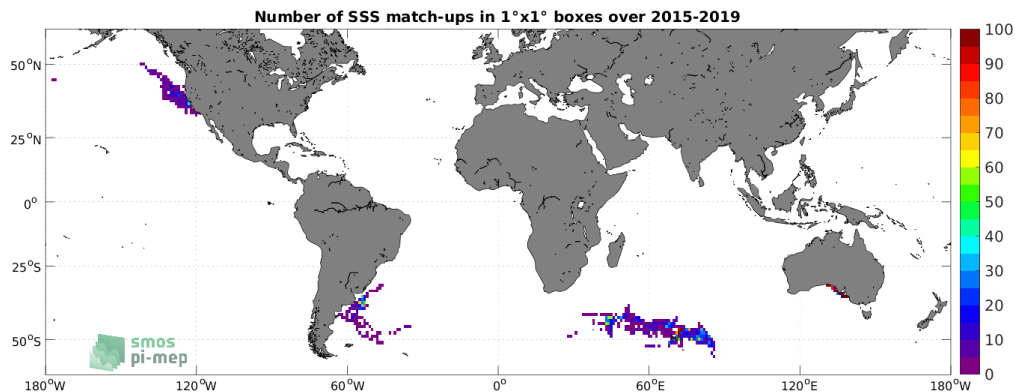 Number of SSS match-ups in 1°x1° boxes over 2015-2019
50°N
25°N
0°
25°S
50°S
180°W 120°W 60°W 0° 60°E 120°E 180°W
100
90
80
70
60
50
40
30
20
10
0
smos
pi-mep